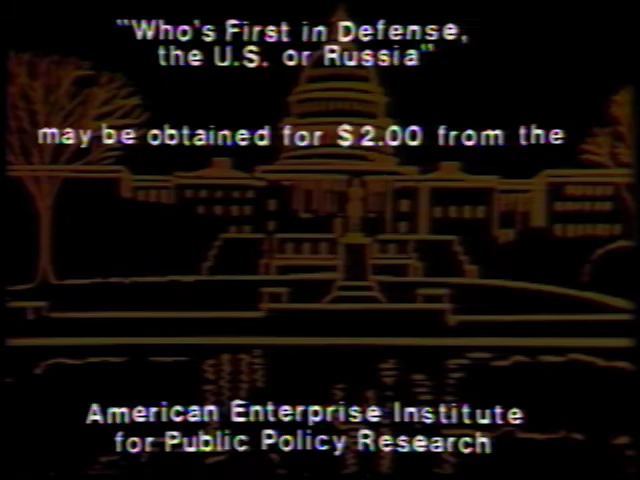 "Who's First in Defense,
the U.S. or Russia"
may be obtained for $2.00 from the
American Enterprise Institute
for Public Policy Research